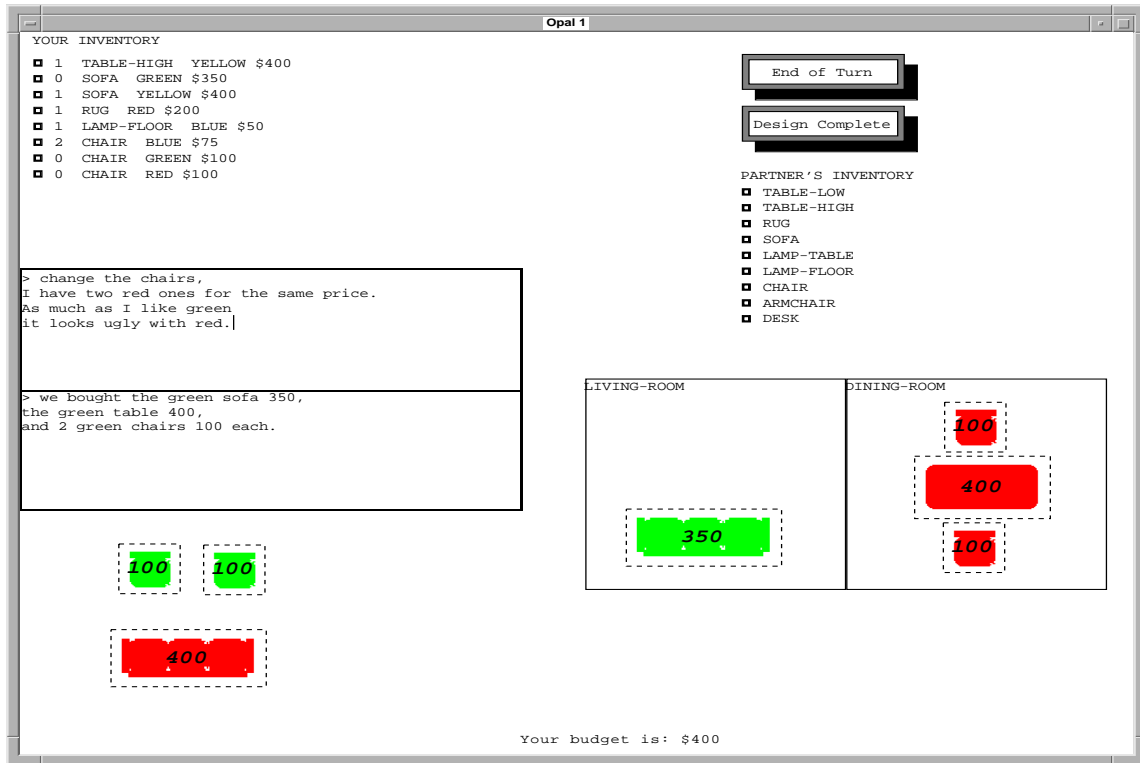 Opal 1
YOUR INVENTORY
1 TABLE-HIGH YELLOW $400
0 SOFA GREEN $350
1 SOFA YELLOW $400
1 RUG RED $200
1 LAMP-FLOOR BLUE $50
2 CHAIR BLUE $75
0 CHAIR GREEN $100
0 CHAIR RED $100
End of Turn
Design Complete
PARTNER'S INVENTORY
TABLE-LOW
TABLE-HIGH
RUG
SOFA
LAMP-TABLE
LAMP-FLOOR
CHAIR
ARMCHAIR
DESK
> change the chairs,
I have two red ones for the same price.
As much as I like green
it looks ugly with red.
> we bought the green sofa 350,
the green table 400,
and 2 green chairs 100 each.
LIVING-ROOM
350
DINING-ROOM
100
400
100
100 100
400
Your budget is: $400